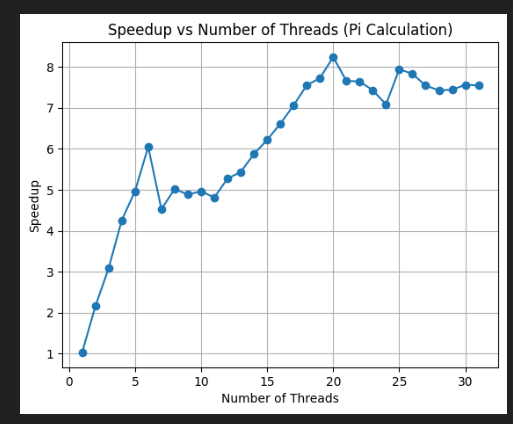 Speedup vs Number of Threads (Pi Calculation)
8
7
6
5
4
3
2
1
Speedup
0 5 10 15 20 25 30
Number of Threads